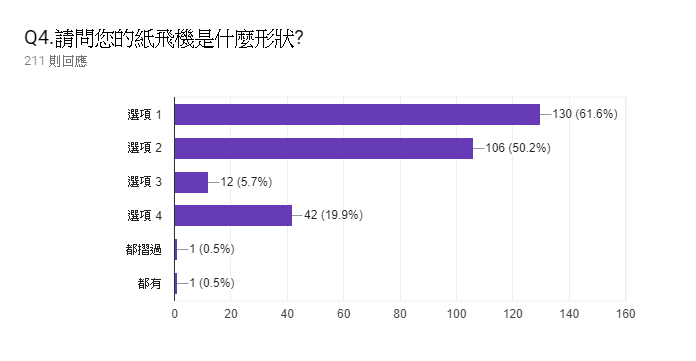 Q4.請問您的紙飛機是什麼形狀?
211 則回應
選項 1
130 (61.6%)
選項 2
106 (50.2%)
選項 3
12 (5.7%)
選項 4
42 (19.9%)
都摺過
1 (0.5%)
都有
1 (0.5%)
0 20 40 60 80 100 120 140 160